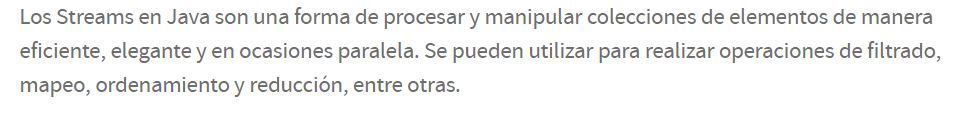 Los Streams en Java son una forma de procesar y manipular colecciones de elementos de manera
eficiente, elegante y en ocasiones paralela. Se pueden utilizar para realizar operaciones de filtrado,
mapeo, ordenamiento y reducción, entre otras.